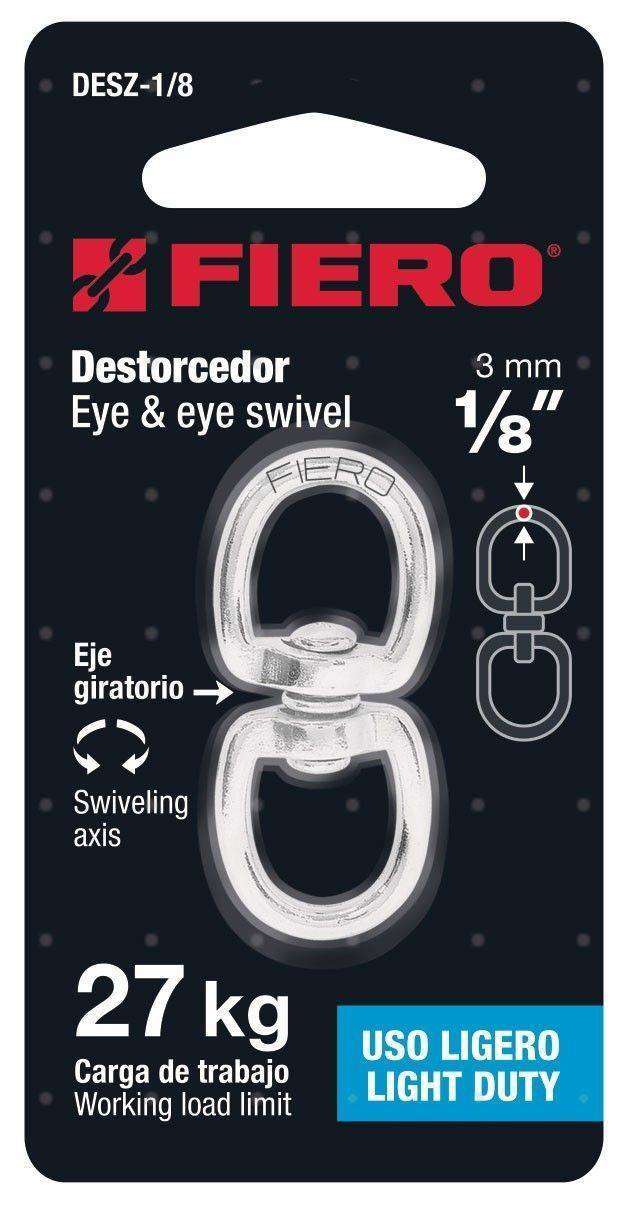 DESZ-1/8
FIERO®
Destorcedor
Eye & eye swivel
3 mm
1/8"
FIERO
Eje
giratorio
Swiveling
axis
27 kg
Carga de trabajo
Working load limit
USO LIGERO
LIGHT DUTY